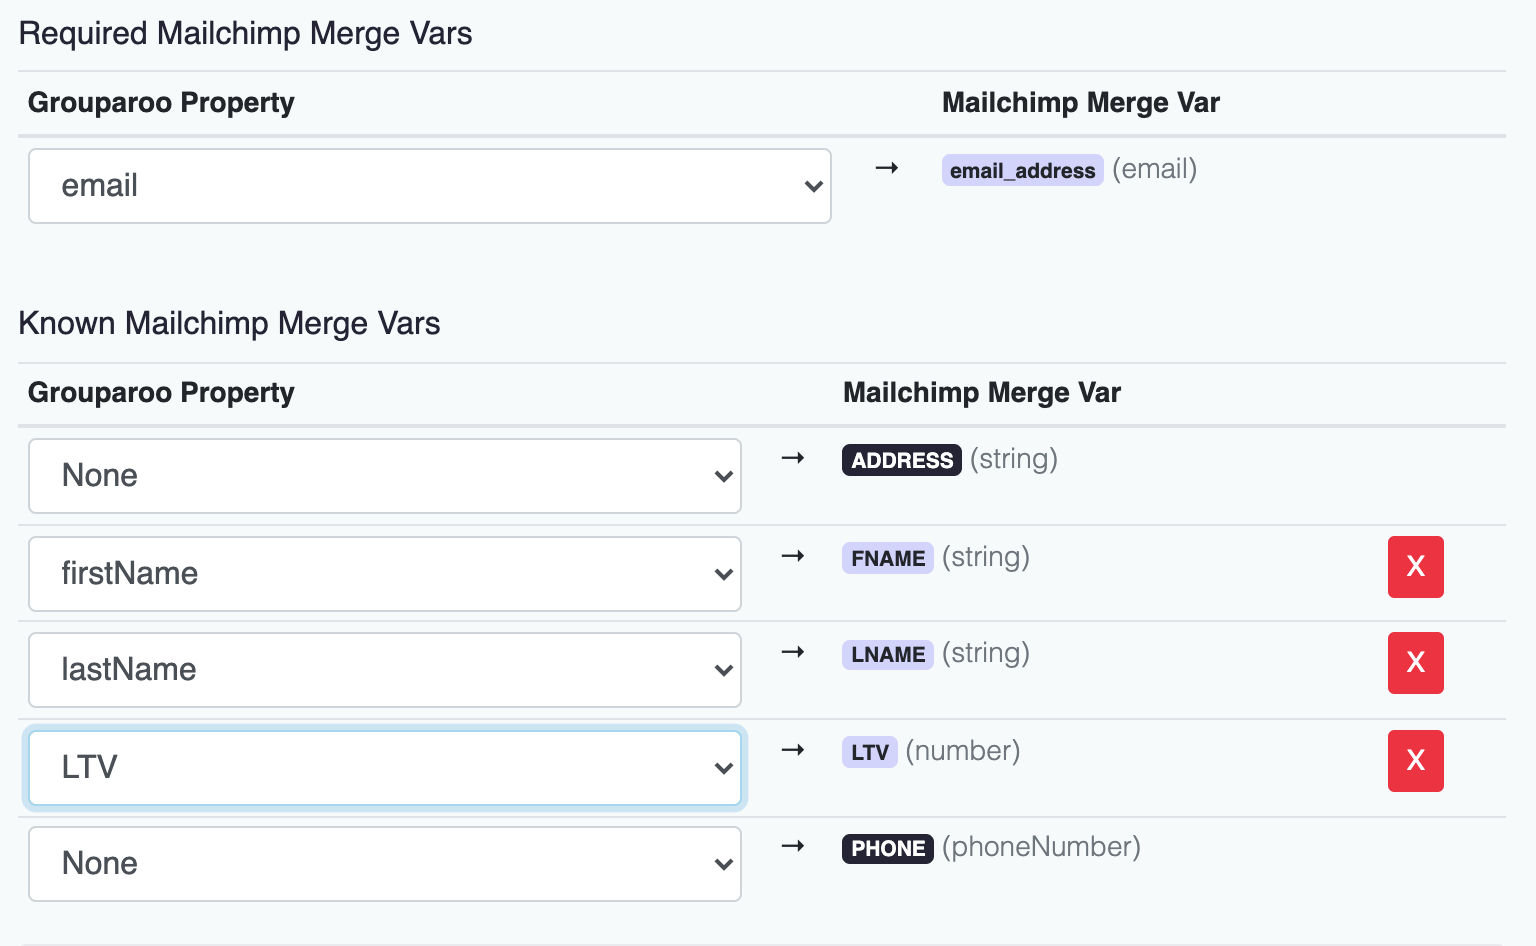 Required Mailchimp Merge Vars
Grouparoo Property Mailchimp Merge Var
email → email_address (email)
Known Mailchimp Merge Vars
Grouparoo Property Mailchimp Merge Var
None → ADDRESS (string)
firstName → FNAME (string) X
lastName → LNAME (string) X
LTV → LTV (number) X
None → PHONE (phoneNumber)